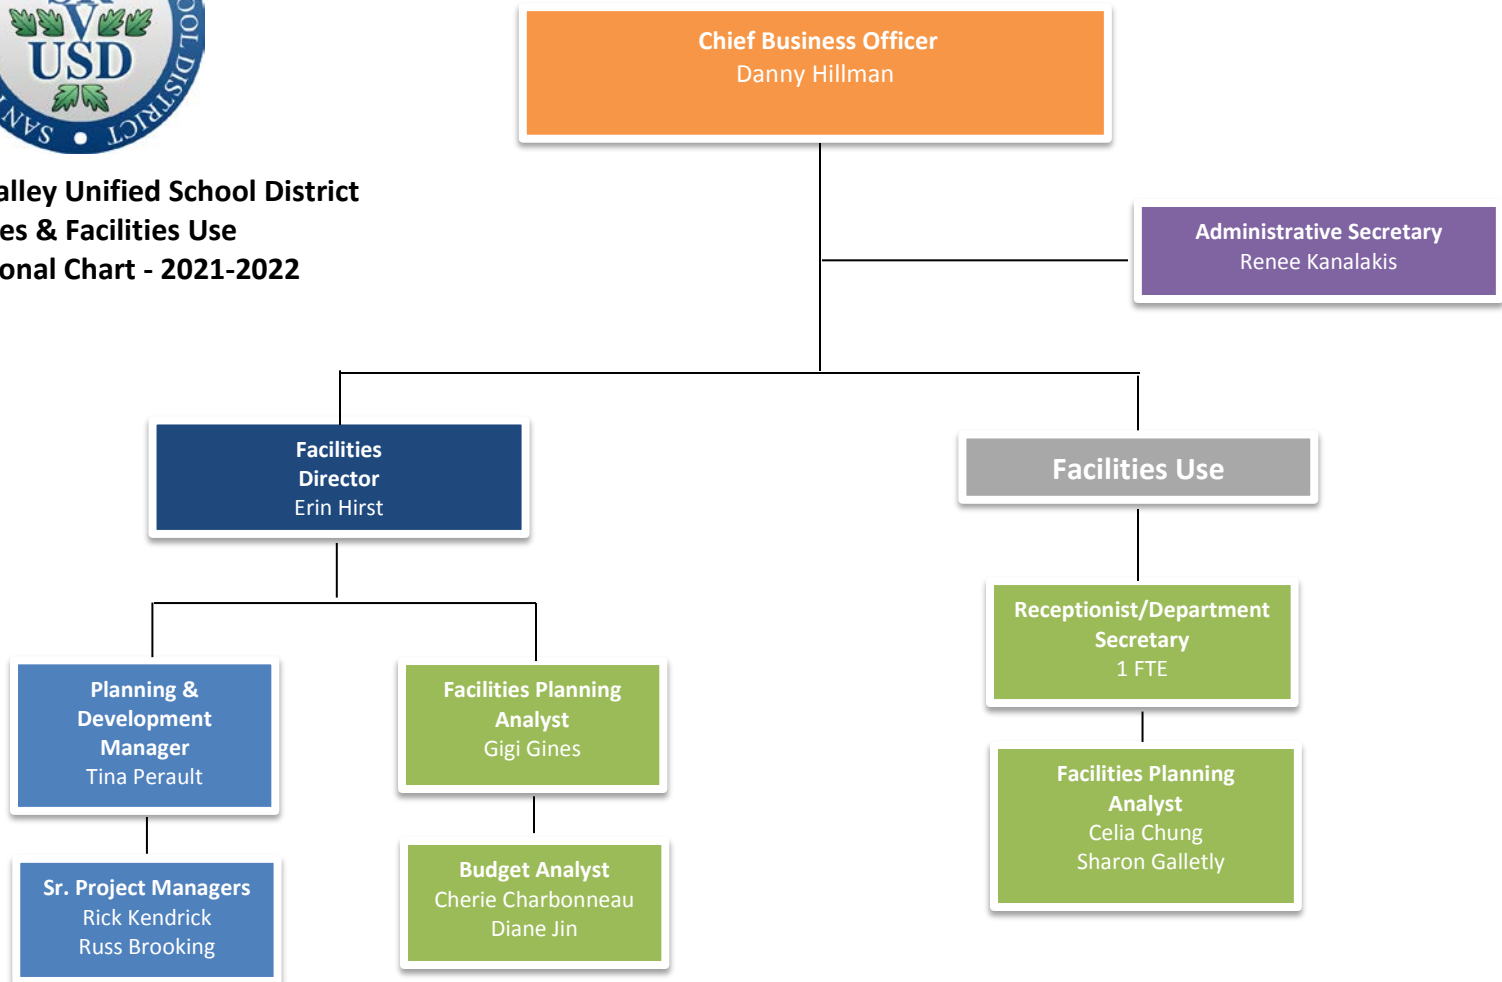 USD
SAN
OOL DISTRICT
alley Unified School District
es & Facilities Use
onal Chart - 2021-2022
Chief Business Officer
Danny Hillman
Administrative Secretary
Renee Kanalakis
Facilities
Director
Erin Hirst
Facilities Use
Planning &
Development
Manager
Tina Perault
Facilities Planning
Analyst
Gigi Gines
Receptionist/Department
Secretary
1 FTE
Sr. Project Managers
Rick Kendrick
Russ Brooking
Budget Analyst
Cherie Charbonneau
Diane Jin
Facilities Planning
Analyst
Celia Chung
Sharon Galletly